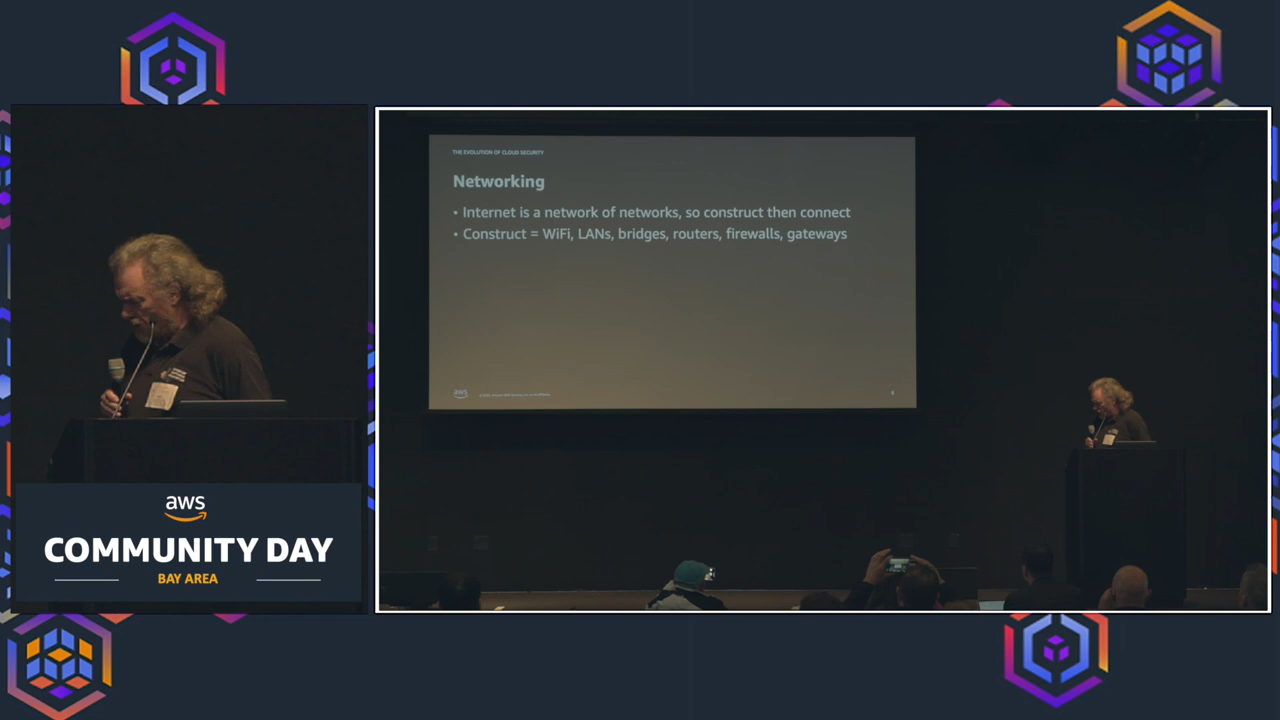 THE EVOLUTION OF CLOUD SECURITY
Networking
• Internet is a network of networks, so construct then connect
• Construct = WiFi, LANs, bridges, routers, firewalls, gateways
aws
aws
COMMUNITY DAY
BAY AREA